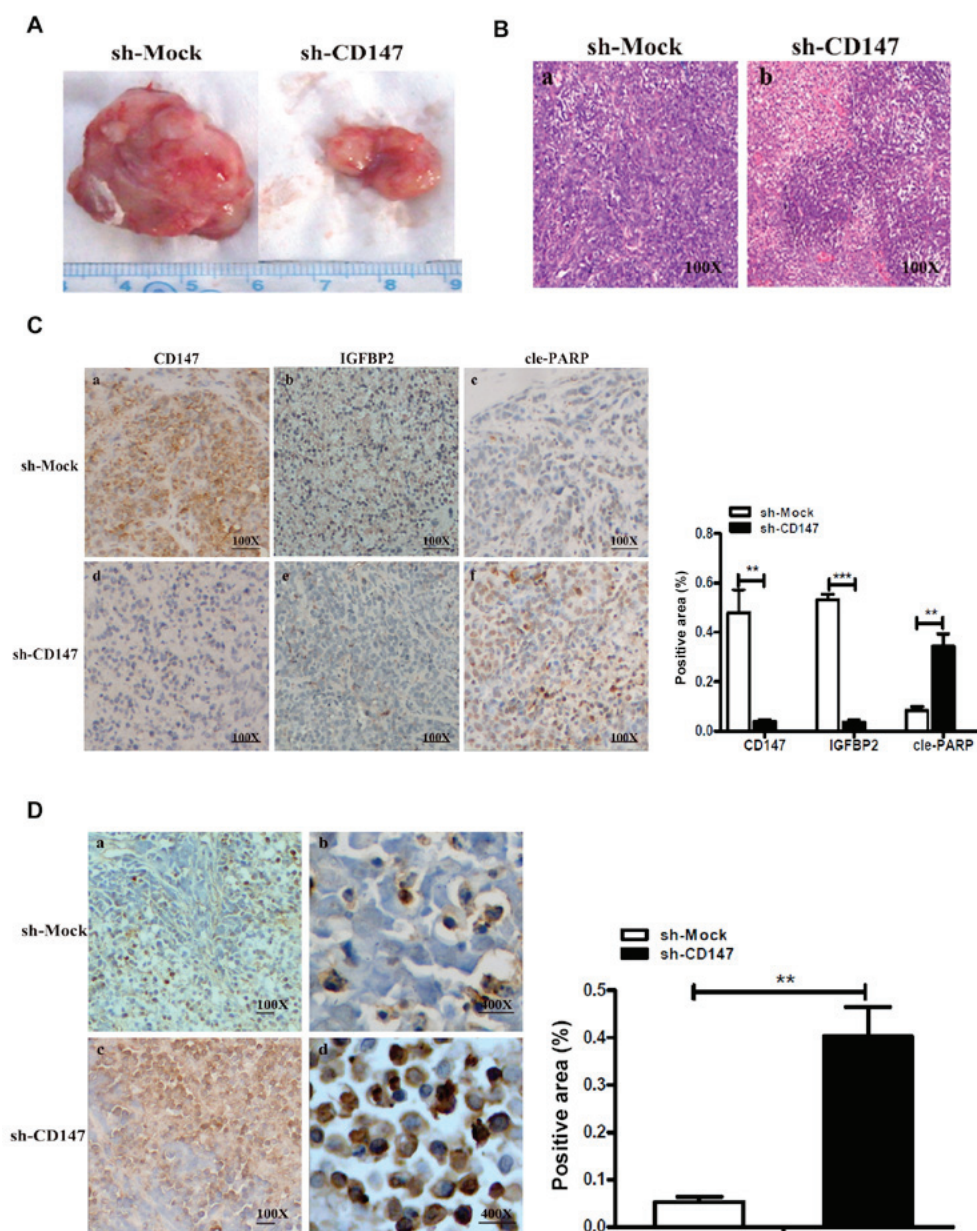 A
sh-Mock
sh-CD147
4 5 6 7 8 9
B
sh-Mock
sh-CD147
a
b
100X
100X
C
CD147
IGFBP2
cle-PARP
sh-Mock
a
b
c
100X
100X
100X
sh-CD147
d
e
f
100X
100X
100X
sh-Mock
sh-CD147
Positive area (%)
0.8
0.6
0.4
0.2
0.0
**
***
**
CD147
IGFBP2
cle-PARP
D
sh-Mock
a
b
100X
400X
sh-CD147
c
d
100X
400X
sh-Mock
sh-CD147
Positive area (%)
0.5
0.4
0.3
0.2
0.1
0.0
**